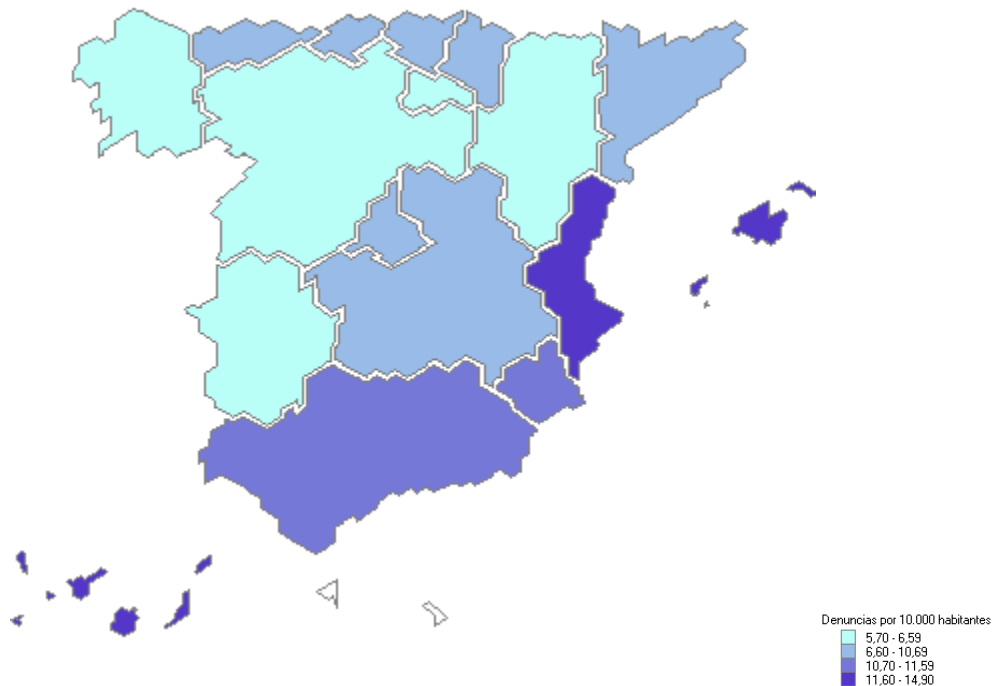 Denuncias por 10.000 habitantes
5,70 - 6,59
6,60 - 10,69
10,70 - 11,59
11,60 - 14,90